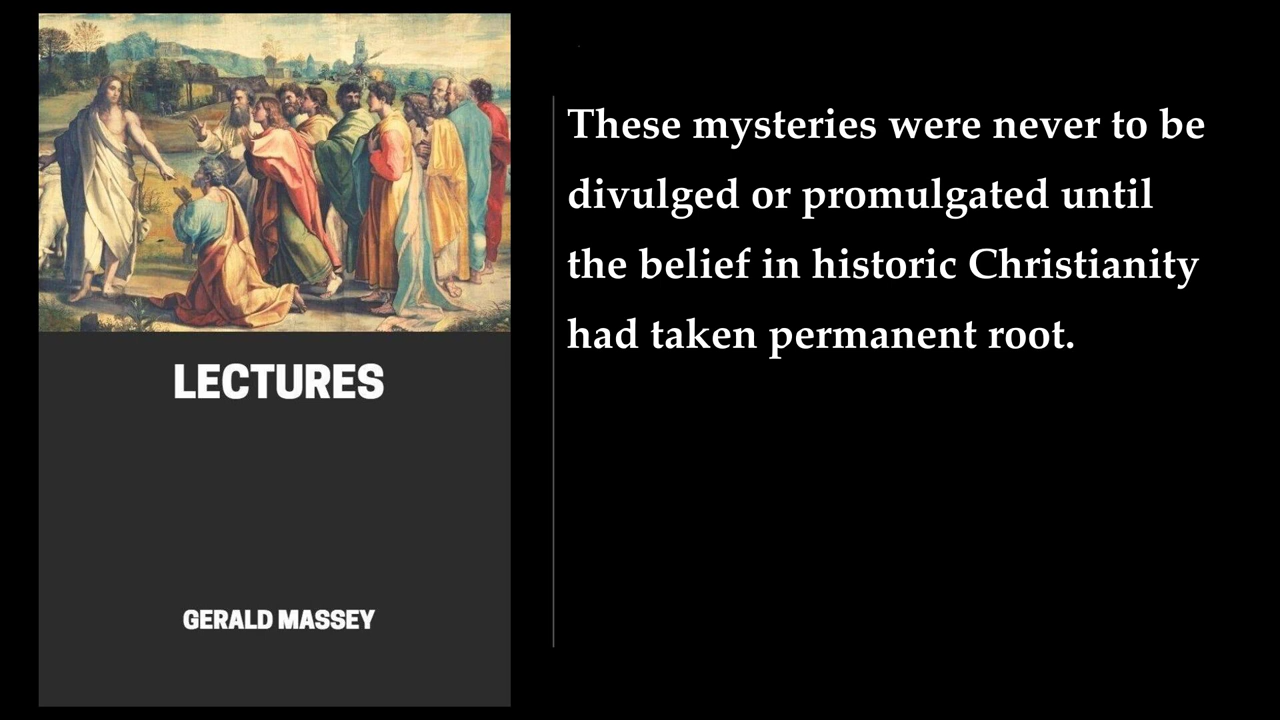 LECTURES
GERALD MASSEY
These mysteries were never to be
divulged or promulgated until
the belief in historic Christianity
had taken permanent root.